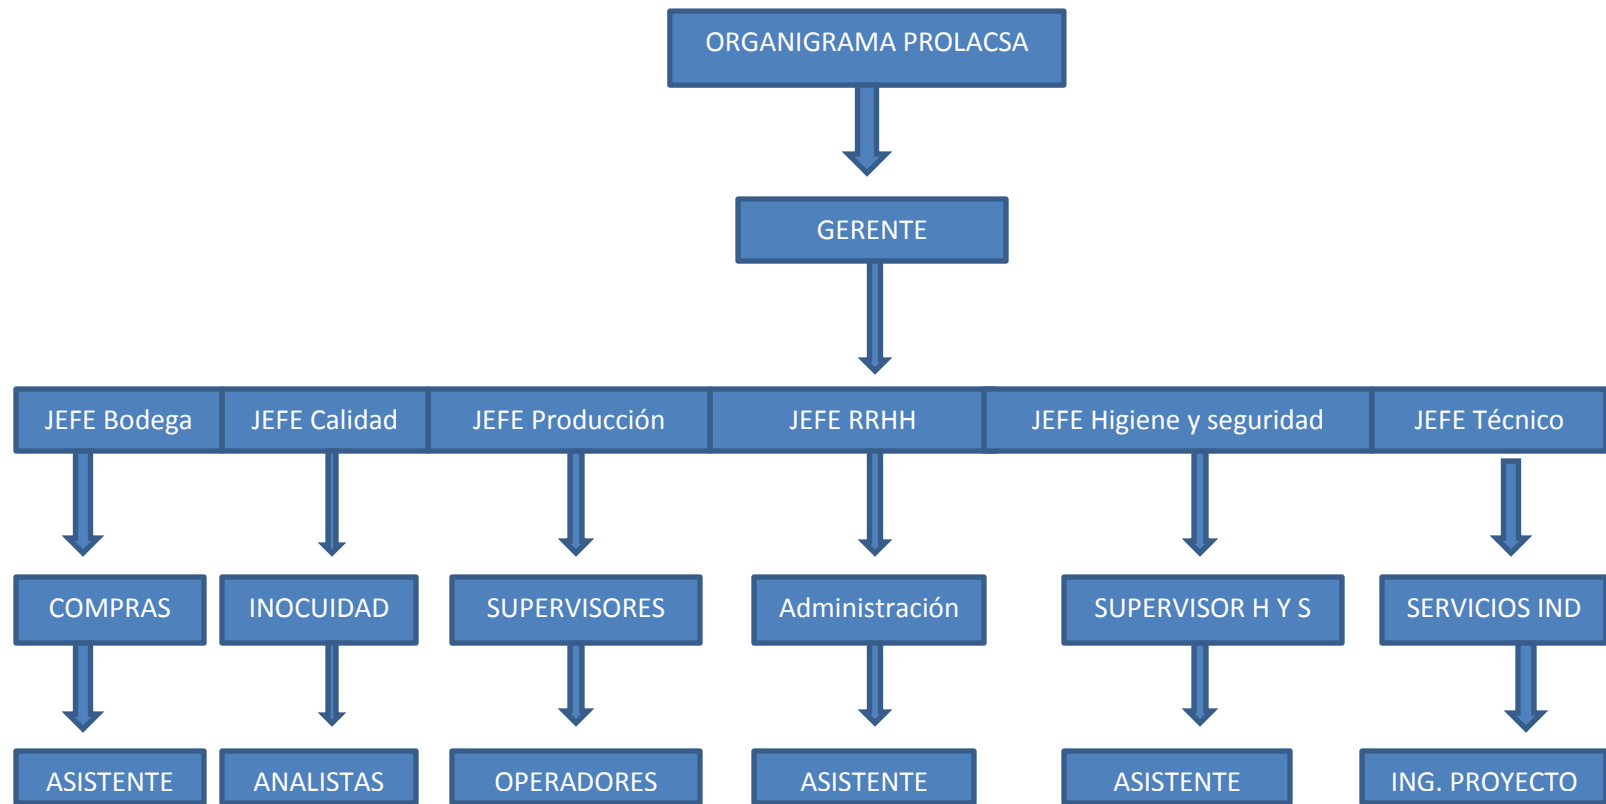 ORGANIGRAMA PROLACSA
GERENTE
JEFE Bodega
JEFE Calidad
JEFE Producción
JEFE RRHH
JEFE Higiene y seguridad
JEFE Técnico
COMPRAS
INOCUIDAD
SUPERVISORES
Administración
SUPERVISOR H Y S
SERVICIOS IND
ASISTENTE
ANALISTAS
OPERADORES
ASISTENTE
ASISTENTE
ING. PROYECTO